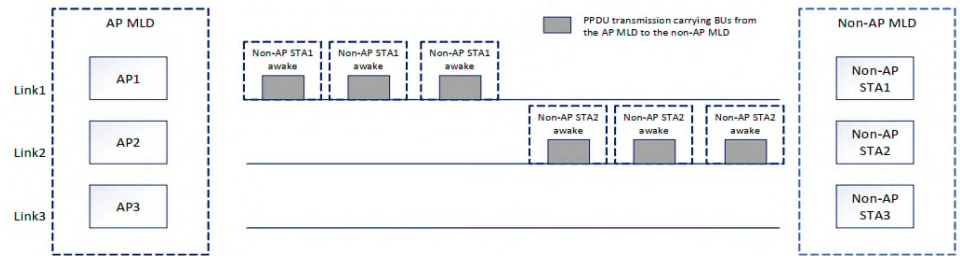 AP MLD
Non-AP MLD
PPDU transmission carrying BUs from
the AP MLD to the non-AP MLD
Non-AP STA1
awake
Non-AP STA1
awake
Non-AP STA1
awake
Link1
AP1
Non-AP
STA1
Non-AP STA2
awake
Non-AP STA2
awake
Non-AP STA2
awake
Link2
AP2
Non-AP
STA2
Link3
AP3
Non-AP
STA3